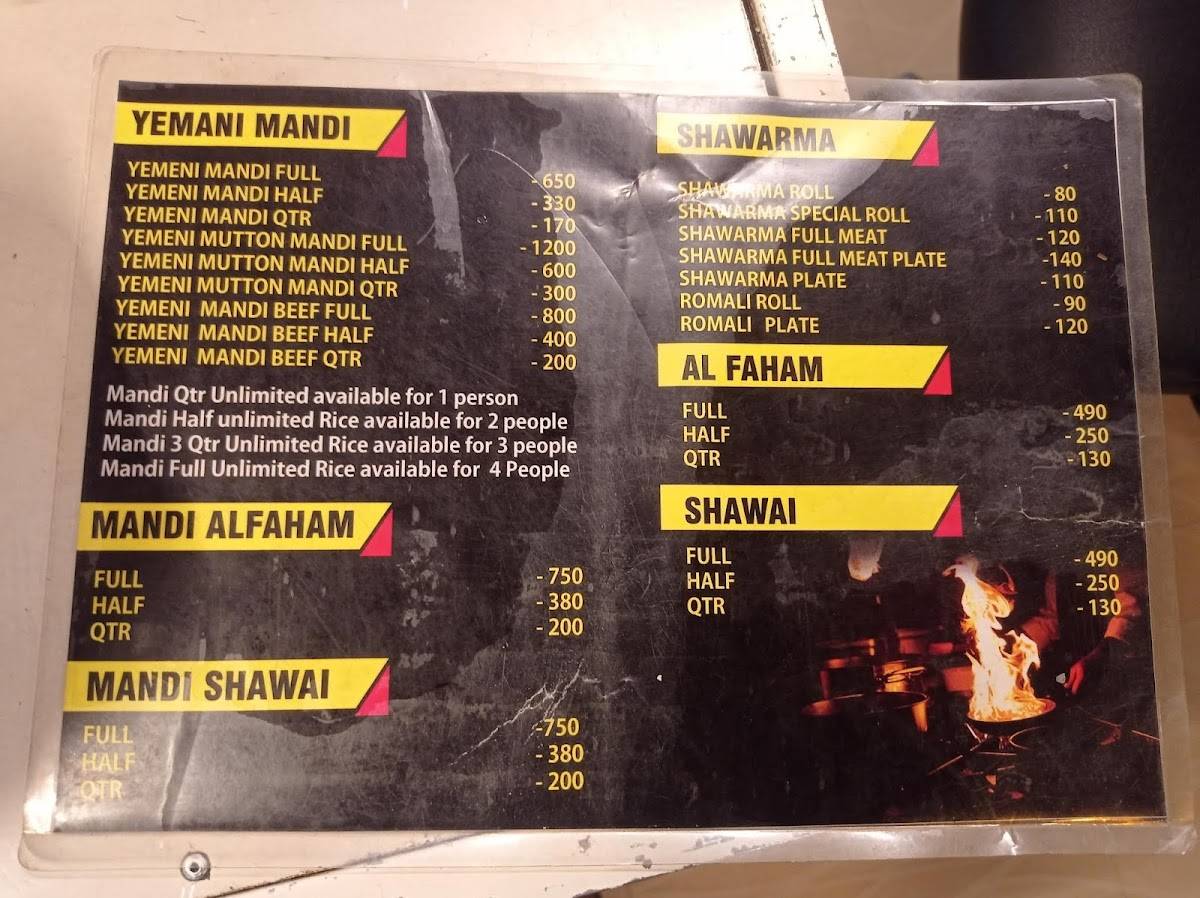 YEMANI MANDI
YEMENI MANDI FULL - 650
YEMENI MANDI HALF - 330
YEMENI MANDI QTR - 170
YEMENI MUTTON MANDI FULL - 1200
YEMENI MUTTON MANDI HALF - 600
YEMENI MUTTON MANDI QTR - 300
YEMENI MANDI BEEF FULL - 800
YEMENI MANDI BEEF HALF - 400
YEMENI MANDI BEEF QTR - 200
Mandi Qtr Unlimited available for 1 person
Mandi Half unlimited Rice available for 2 people
Mandi 3 Qtr Unlimited Rice available for 3 people
Mandi Full Unlimited Rice available for 4 People
MANDI ALFAHAM
FULL - 750
HALF - 380
QTR - 200
MANDI SHAWAI
FULL -750
HALF - 380
QTR - 200
SHAWARMA
SHAWARMA ROLL - 80
SHAWARMA SPECIAL ROLL - 110
SHAWARMA FULL MEAT - 120
SHAWARMA FULL MEAT PLATE -140
SHAWARMA PLATE - 110
ROMALI ROLL - 90
ROMALI PLATE - 120
AL FAHAM
FULL - 490
HALF - 250
QTR - 130
SHAWAI
FULL - 490
HALF - 250
QTR - 130